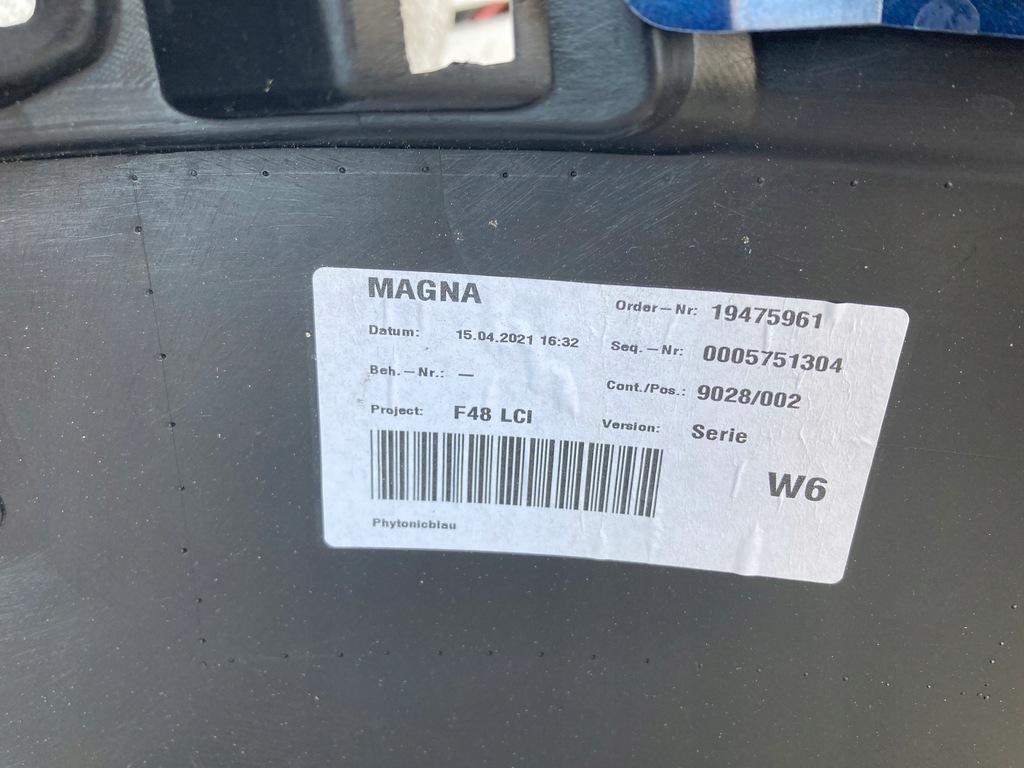 MAGNA
Order-Nr: 19475961
Datum: 15.04.2021 16:32
Seq.-Nr: 0005751304
Beh.-Nr.: —
Cont./Pos.: 9028/002
Project: F48 LCI
Version: Serie
W6
Phytonicblau